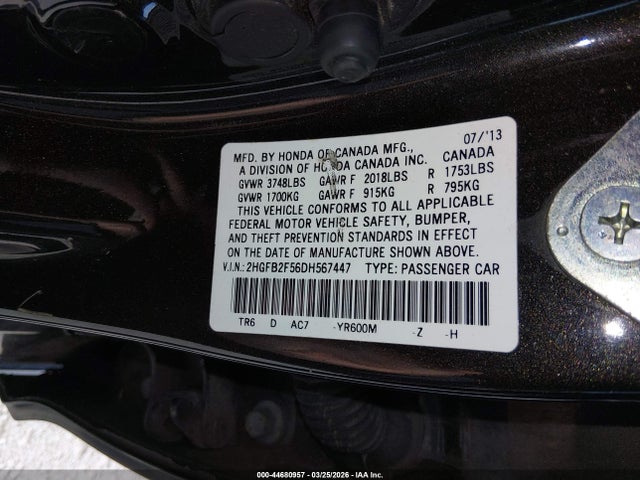 07/'13
MFD. BY HONDA OF CANADA MFG., CANADA
A DIVISION OF HONDA CANADA INC.
GVWR 3748LBS GAWR F 2018LBS R 1753LBS
GVWR 1700KG GAWR F 915KG R 795KG
THIS VEHICLE CONFORMS TO ALL APPLICABLE
FEDERAL MOTOR VEHICLE SAFETY, BUMPER,
AND THEFT PREVENTION STANDARDS IN EFFECT
ON THE DATE OF MANUFACTURE SHOWN ABOVE.
V.I.N.: 2HGFB2F56DH567447 TYPE: PASSENGER CAR
TR6 D AC7 -YR600M -Z -H
000-44680957 | 03/25/2026 | IAA Inc.